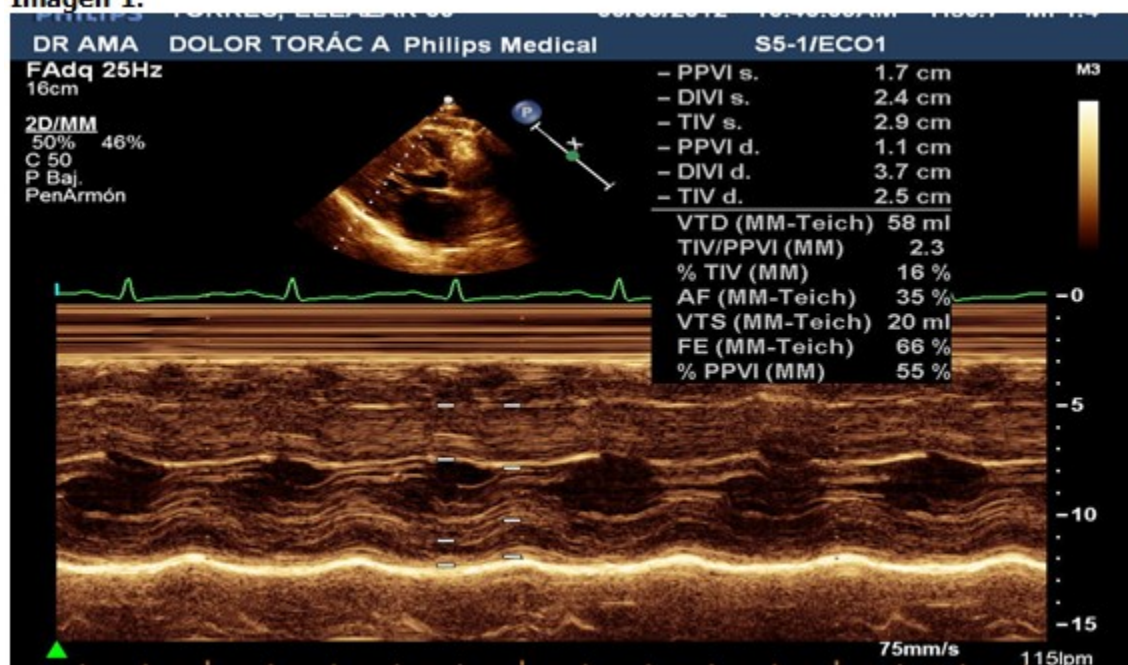 Imagen 1:
PHILIPS
DR AMA DOLOR TORÁC A Philips Medical S5-1/ECO1
FAdq 25Hz
16cm
2D/MM
50% 46%
C 50
P Baj.
PenArmón
P
M3
– PPVI s. 1.7 cm
– DIVI s. 2.4 cm
– TIV s. 2.9 cm
– PPVI d. 1.1 cm
– DIVI d. 3.7 cm
– TIV d. 2.5 cm
VTD (MM-Teich) 58 ml
TIV/PPVI (MM) 2.3
% TIV (MM) 16 %
AF (MM-Teich) 35 %
VTS (MM-Teich) 20 ml
FE (MM-Teich) 66 %
% PPVI (MM) 55 %
–0
–5
–10
–15
75mm/s
115lpm